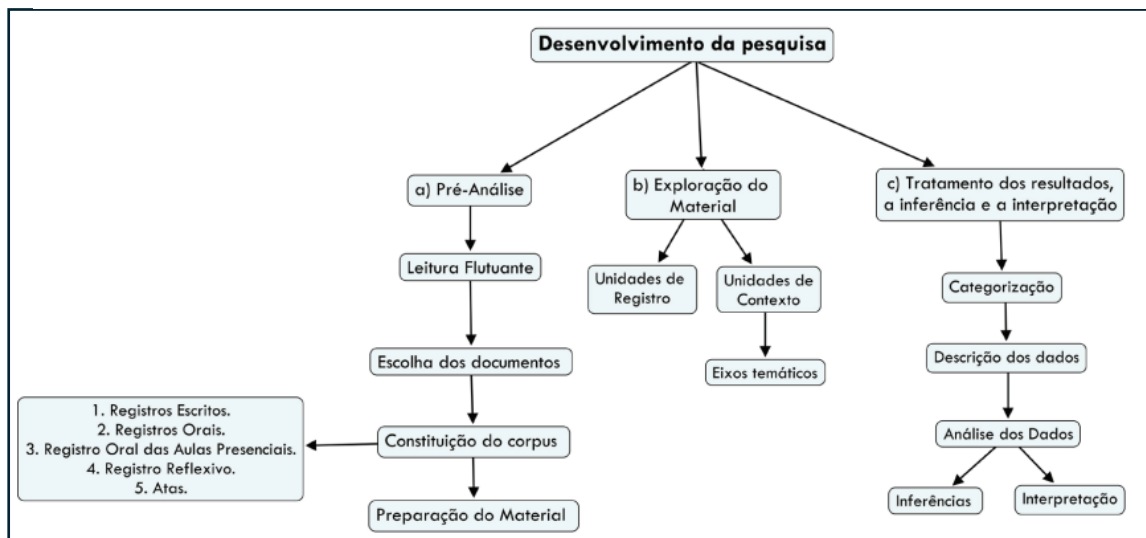 Desenvolvimento da pesquisa
a) Pré-Análise
Leitura Flutuante
Escolha dos documentos
Constituição do corpus
1. Registros Escritos.
2. Registros Orais.
3. Registro Oral das Aulas Presenciais.
4. Registro Reflexivo.
5. Atas.
Preparação do Material
b) Exploração do
Material
Unidades de
Registro
Unidades de
Contexto
Eixos temáticos
c) Tratamento dos resultados,
a inferência e a interpretação
Categorização
Descrição dos dados
Análise dos Dados
Inferências
Interpretação